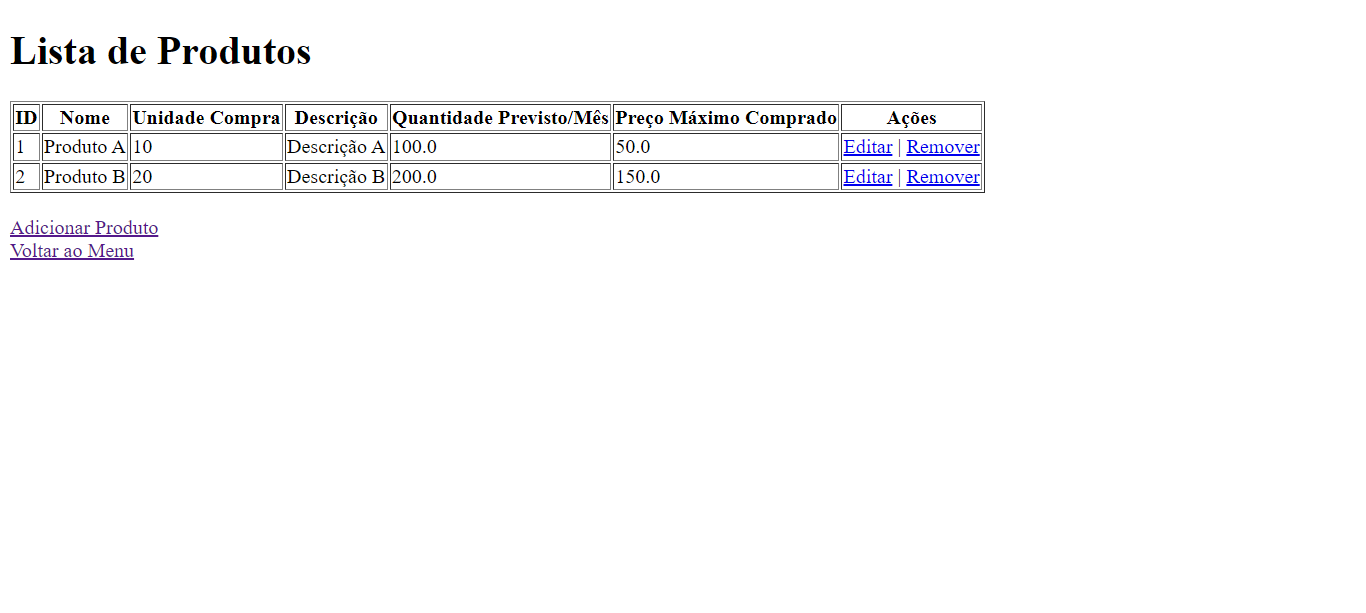 Lista de Produtos
ID Nome Unidade Compra Descrição Quantidade Previsto/Mês Preço Máximo Comprado Ações
1 Produto A 10 Descrição A 100.0 50.0 Editar | Remover
2 Produto B 20 Descrição B 200.0 150.0 Editar | Remover
Adicionar Produto
Voltar ao Menu